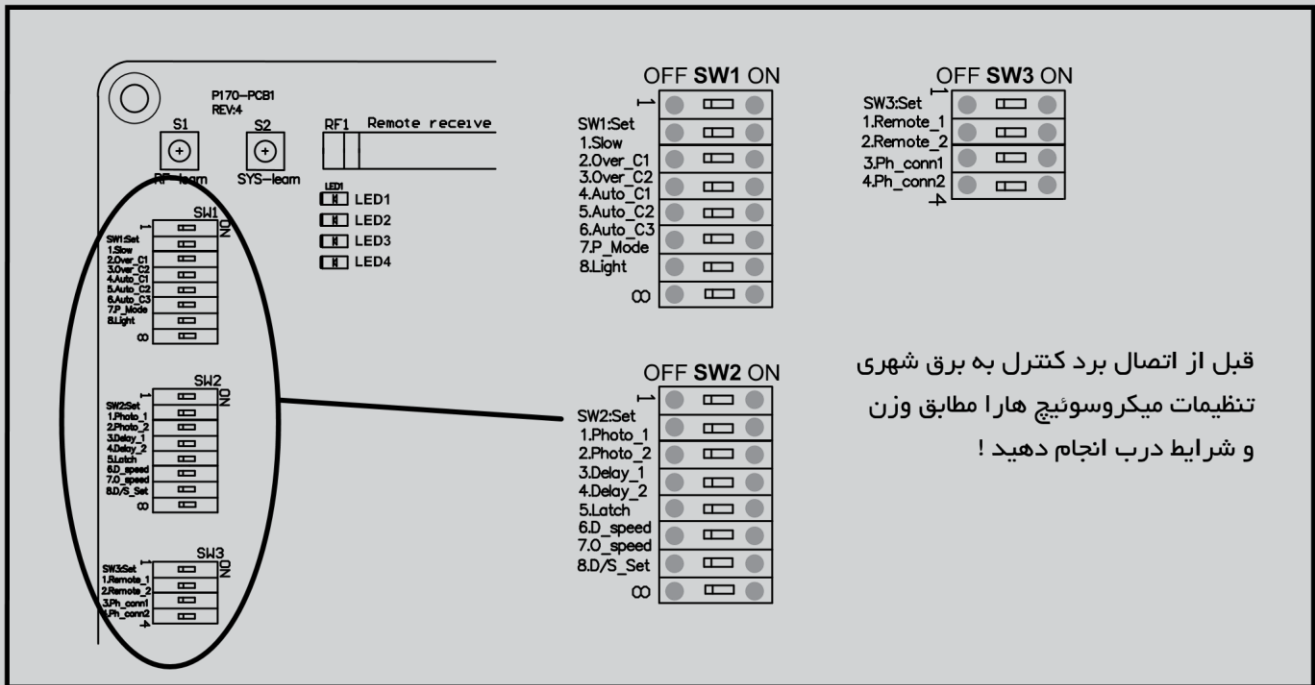 P170-PCB1
REV:4
S1
S2
RF1
Remote receive
RF-learn
SYS-learn
LED1
LED1
LED2
LED3
LED4
SW1
ON
1
SW1:Set
1.Slow
2.Over_C1
3.Over_C2
4.Auto_C1
5.Auto_C2
6.Auto_C3
7.P_Mode
8.Light
8
SW2
ON
1
SW2:Set
1.Photo_1
2.Photo_2
3.Delay_1
4.Delay_2
5.Latch
6.D_speed
7.O_speed
8.D/S_Set
8
SW3
ON
1
SW3:Set
1.Remote_1
2.Remote_2
3.Ph_conn1
4.Ph_conn2
4
OFF SW1 ON
1
SW1:Set
1.Slow
2.Over_C1
3.Over_C2
4.Auto_C1
5.Auto_C2
6.Auto_C3
7.P_Mode
8.Light
8
OFF SW3 ON
1
SW3:Set
1.Remote_1
2.Remote_2
3.Ph_conn1
4.Ph_conn2
4
OFF SW2 ON
1
SW2:Set
1.Photo_1
2.Photo_2
3.Delay_1
4.Delay_2
5.Latch
6.D_speed
7.O_speed
8.D/S_Set
8
قبل از اتصال برد کنترل به برق شهری
تنظیمات میکروسوئیچ هارا مطابق وزن
و شرایط درب انجام دهید !